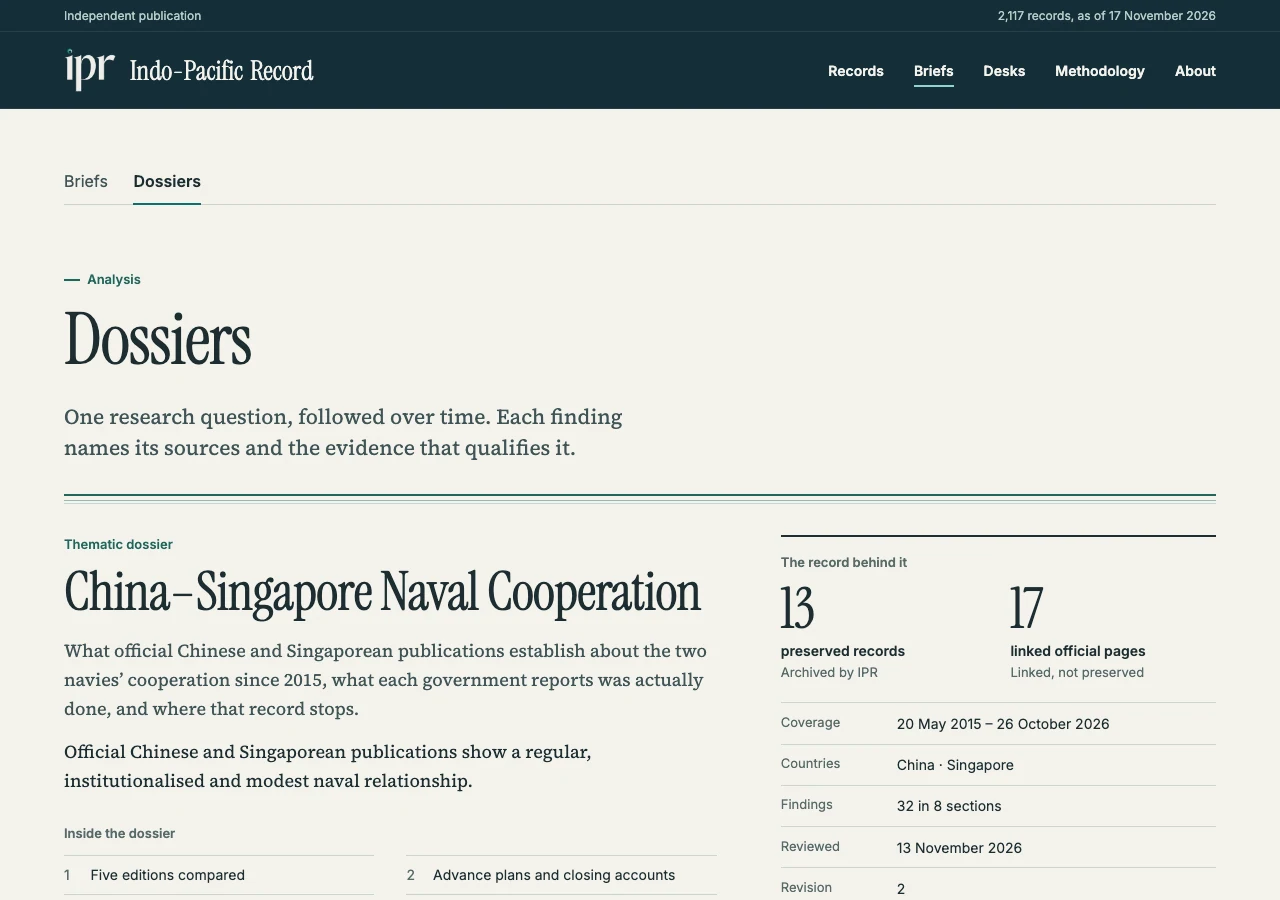 Independent publication
2,117 records, as of 17 November 2026
ipr Indo-Pacific Record
Records Briefs Desks Methodology About
Briefs Dossiers
Analysis
Dossiers
One research question, followed over time. Each finding
names its sources and the evidence that qualifies it.
Thematic dossier
China–Singapore Naval Cooperation
What official Chinese and Singaporean publications establish about the two
navies’ cooperation since 2015, what each government reports was actually
done, and where that record stops.
Official Chinese and Singaporean publications show a regular,
institutionalised and modest naval relationship.
Inside the dossier
1 Five editions compared
2 Advance plans and closing accounts
The record behind it
13
preserved records
Archived by IPR
17
linked official pages
Linked, not preserved
Coverage 20 May 2015 – 26 October 2026
Countries China · Singapore
Findings 32 in 8 sections
Reviewed 13 November 2026
Revision 2